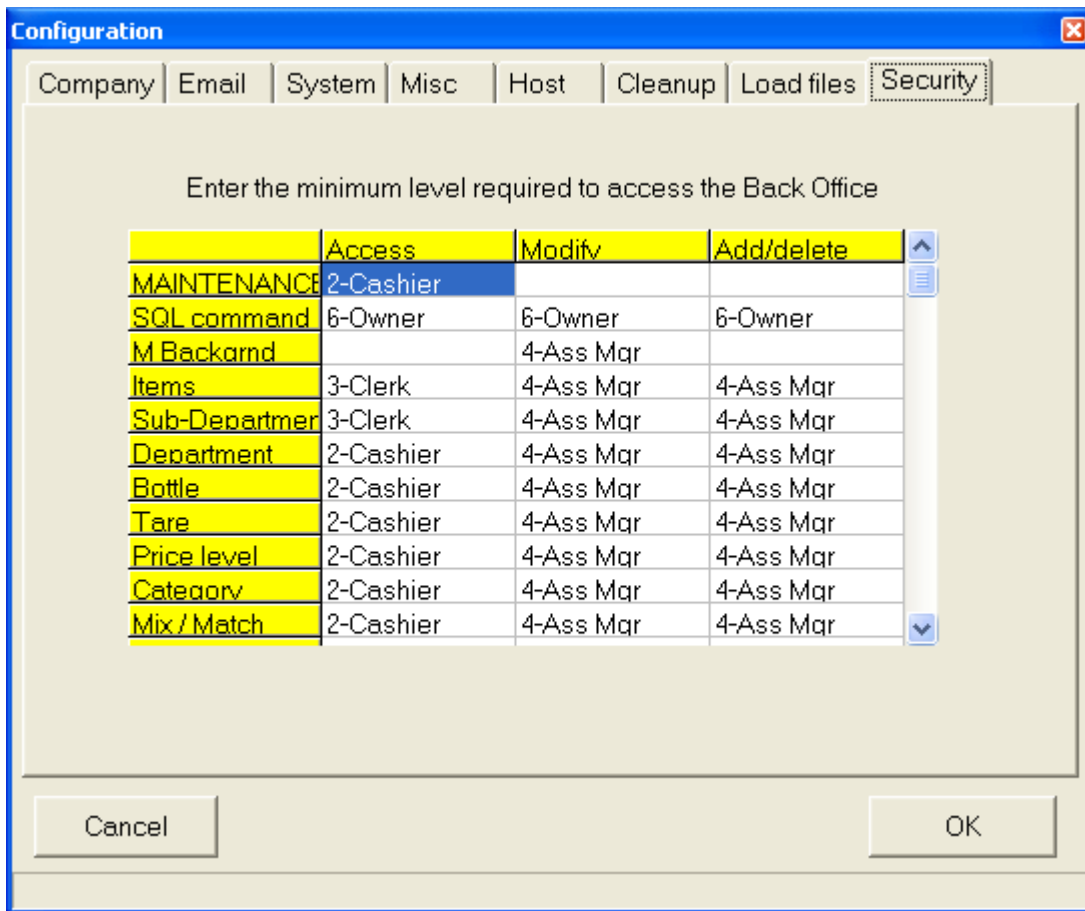 Configuration
Company Email System Misc Host Cleanup Load files Security
Enter the minimum level required to access the Back Office
Access Modify Add/delete
MAINTENANCE 2-Cashier
SQL command 6-Owner 6-Owner 6-Owner
M Backgrnd 4-Ass Mgr
Items 3-Clerk 4-Ass Mgr 4-Ass Mgr
Sub-Departmen 3-Clerk 4-Ass Mgr 4-Ass Mgr
Department 2-Cashier 4-Ass Mgr 4-Ass Mgr
Bottle 2-Cashier 4-Ass Mgr 4-Ass Mgr
Tare 2-Cashier 4-Ass Mgr 4-Ass Mgr
Price level 2-Cashier 4-Ass Mgr 4-Ass Mgr
Category 2-Cashier 4-Ass Mgr 4-Ass Mgr
Mix / Match 2-Cashier 4-Ass Mgr 4-Ass Mgr
Cancel OK